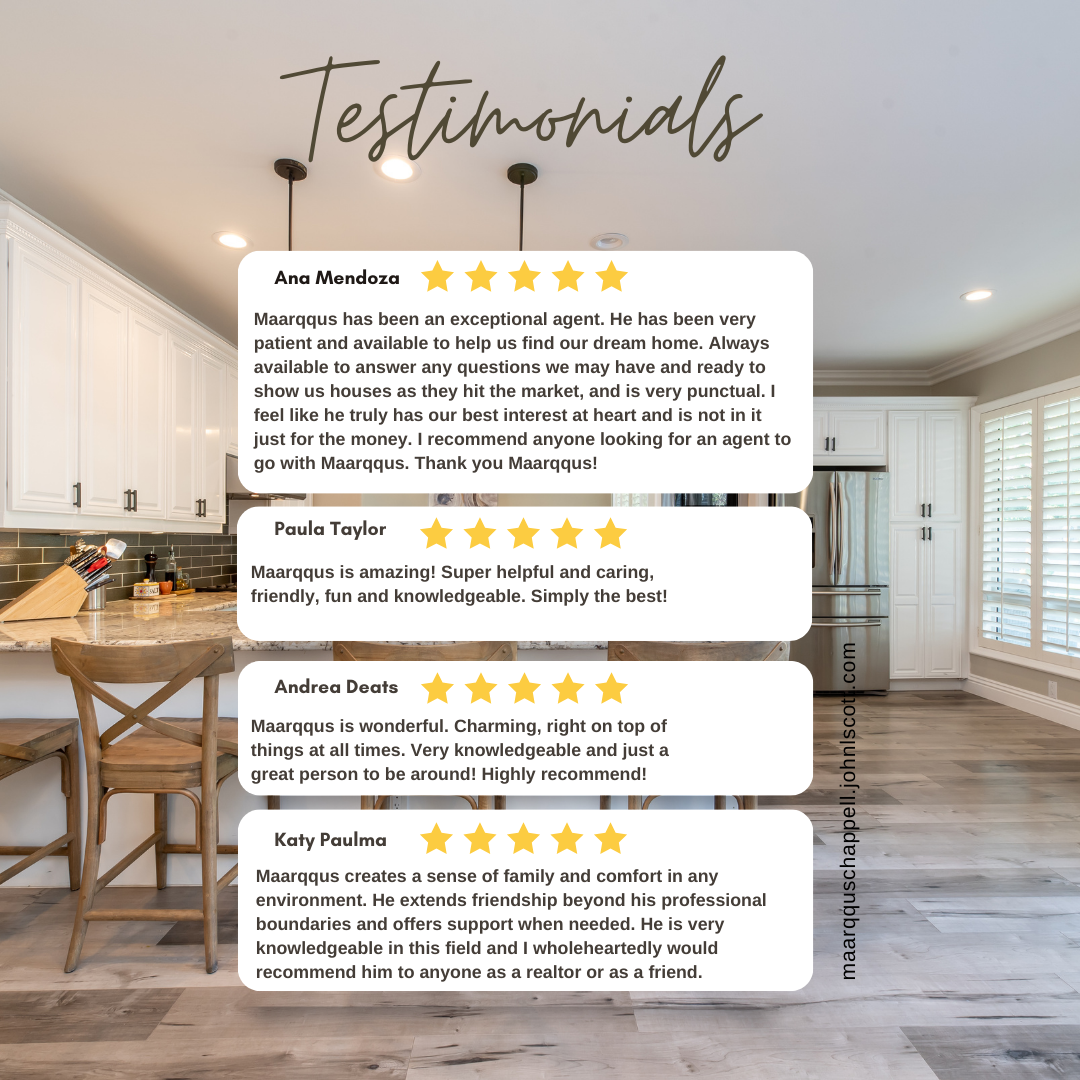 Testimonials
Ana Mendoza
Maarqqus has been an exceptional agent. He has been very
patient and available to help us find our dream home. Always
available to answer any questions we may have and ready to
show us houses as they hit the market, and is very punctual. I
feel like he truly has our best interest at heart and is not in it
just for the money. I recommend anyone looking for an agent to
go with Maarqqus. Thank you Maarqqus!
Paula Taylor
Maarqqus is amazing! Super helpful and caring,
friendly, fun and knowledgeable. Simply the best!
Andrea Deats
Maarqqus is wonderful. Charming, right on top of
things at all times. Very knowledgeable and just a
great person to be around! Highly recommend!
Katy Paulma
Maarqqus creates a sense of family and comfort in any
environment. He extends friendship beyond his professional
boundaries and offers support when needed. He is very
knowledgeable in this field and I wholeheartedly would
recommend him to anyone as a realtor or as a friend.
maarqquschappell.johnlscott.com